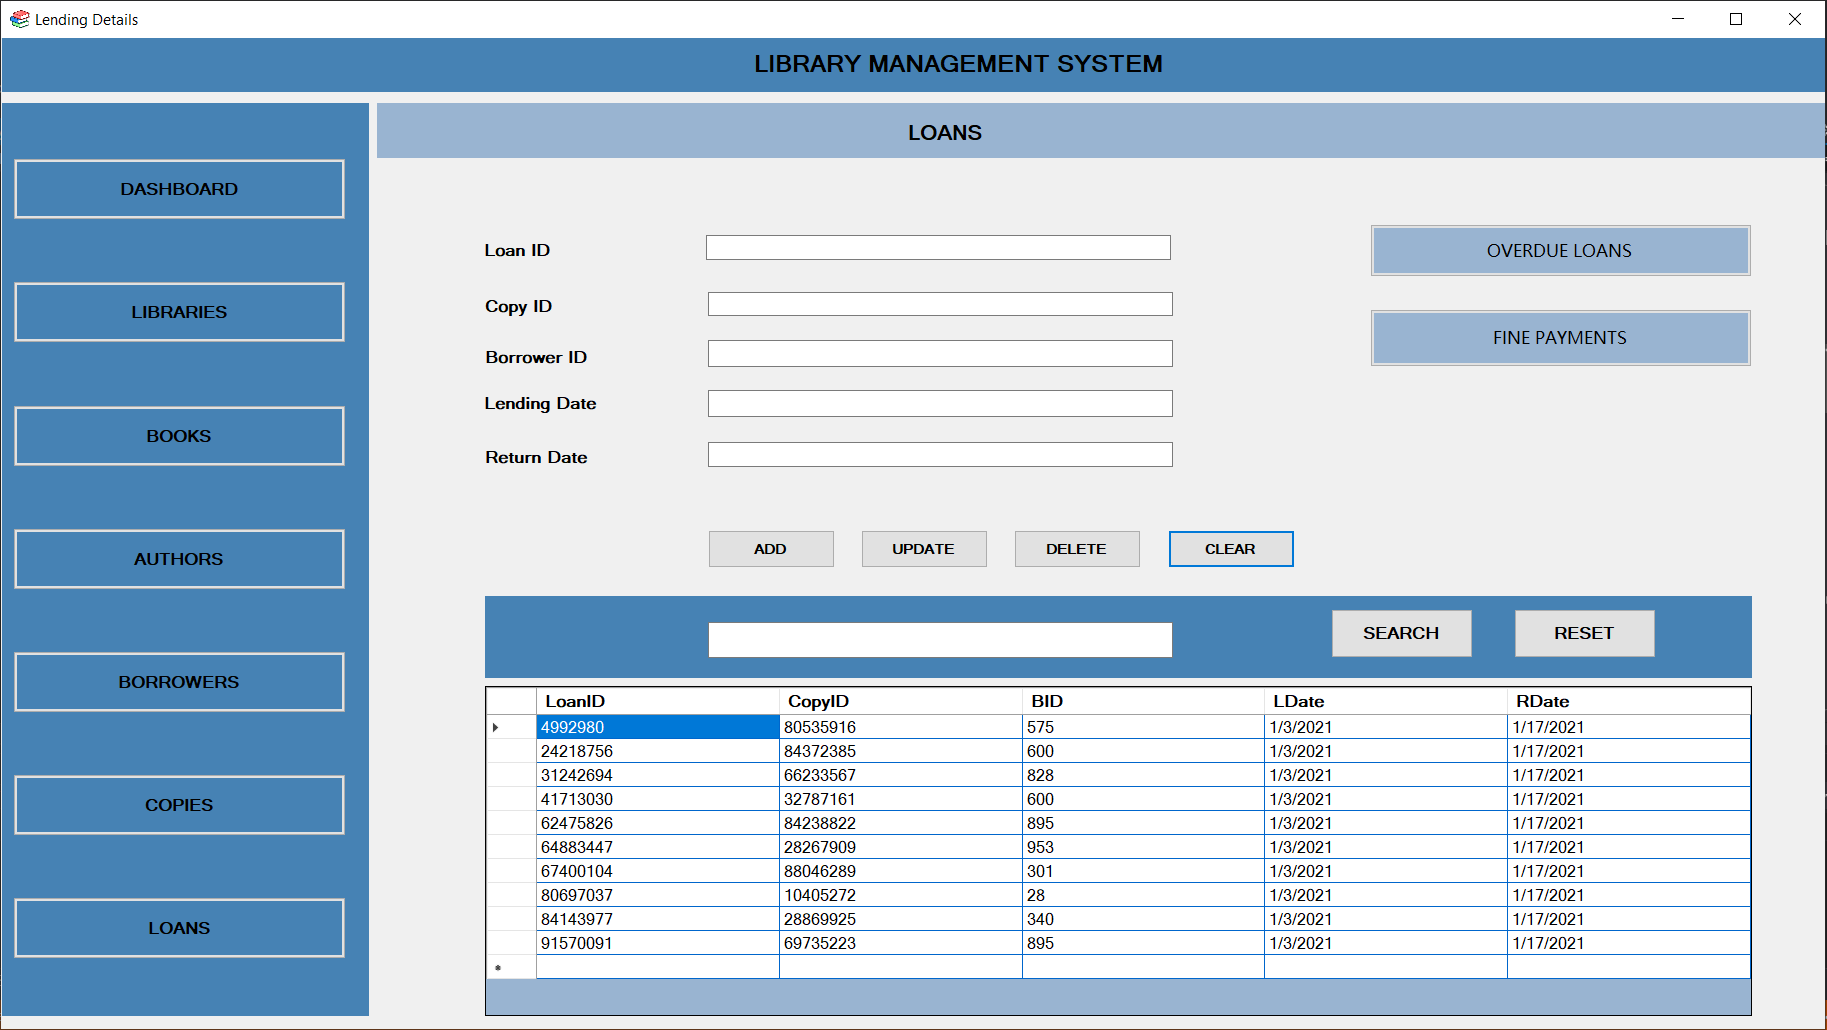 Lending Details
LIBRARY MANAGEMENT SYSTEM
DASHBOARD
LIBRARIES
BOOKS
AUTHORS
BORROWERS
COPIES
LOANS
LOANS
Loan ID
Copy ID
Borrower ID
Lending Date
Return Date
OVERDUE LOANS
FINE PAYMENTS
ADD UPDATE DELETE CLEAR
SEARCH RESET
LoanID CopyID BID LDate RDate
4992980 80535916 575 1/3/2021 1/17/2021
24218756 84372385 600 1/3/2021 1/17/2021
31242694 66233567 828 1/3/2021 1/17/2021
41713030 32787161 600 1/3/2021 1/17/2021
62475826 84238822 895 1/3/2021 1/17/2021
64883447 28267909 953 1/3/2021 1/17/2021
67400104 88046289 301 1/3/2021 1/17/2021
80697037 10405272 28 1/3/2021 1/17/2021
84143977 28869925 340 1/3/2021 1/17/2021
91570091 69735223 895 1/3/2021 1/17/2021